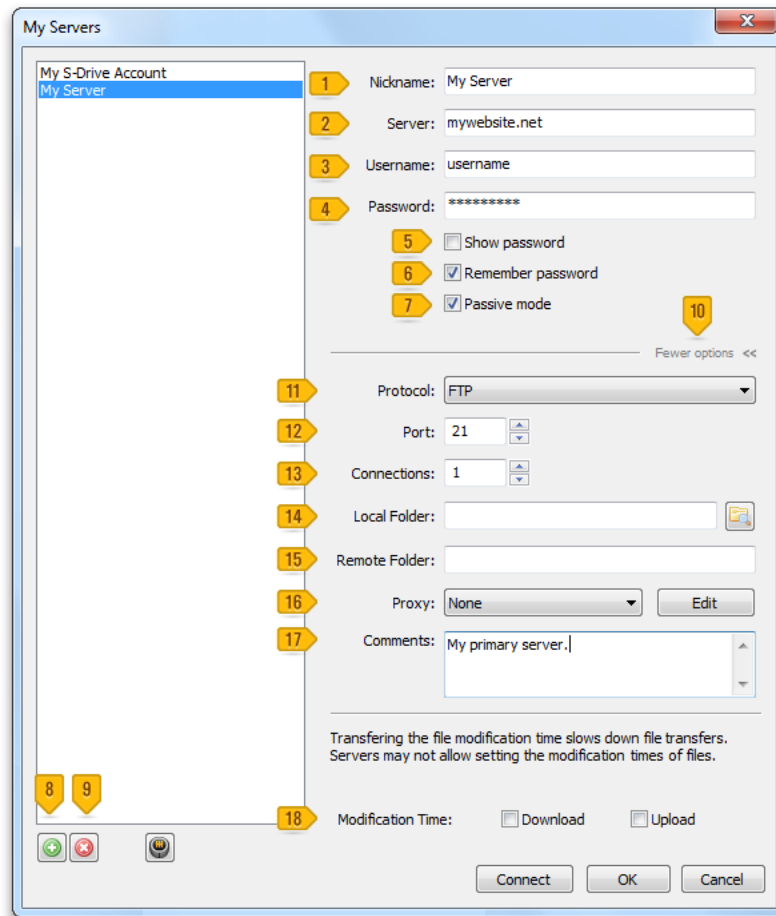 My Servers
x
My S-Drive Account
My Server
1 Nickname: My Server
2 Server: mywebsite.net
3 Username: username
4 Password: *********
5 Show password
6 Remember password
7 Passive mode
10
Fewer options <<
11 Protocol: FTP
12 Port: 21
13 Connections: 1
14 Local Folder:
15 Remote Folder:
16 Proxy: None Edit
17 Comments: My primary server.
Transfering the file modification time slows down file transfers.
Servers may not allow setting the modification times of files.
8 9
18 Modification Time: Download Upload
Connect OK Cancel